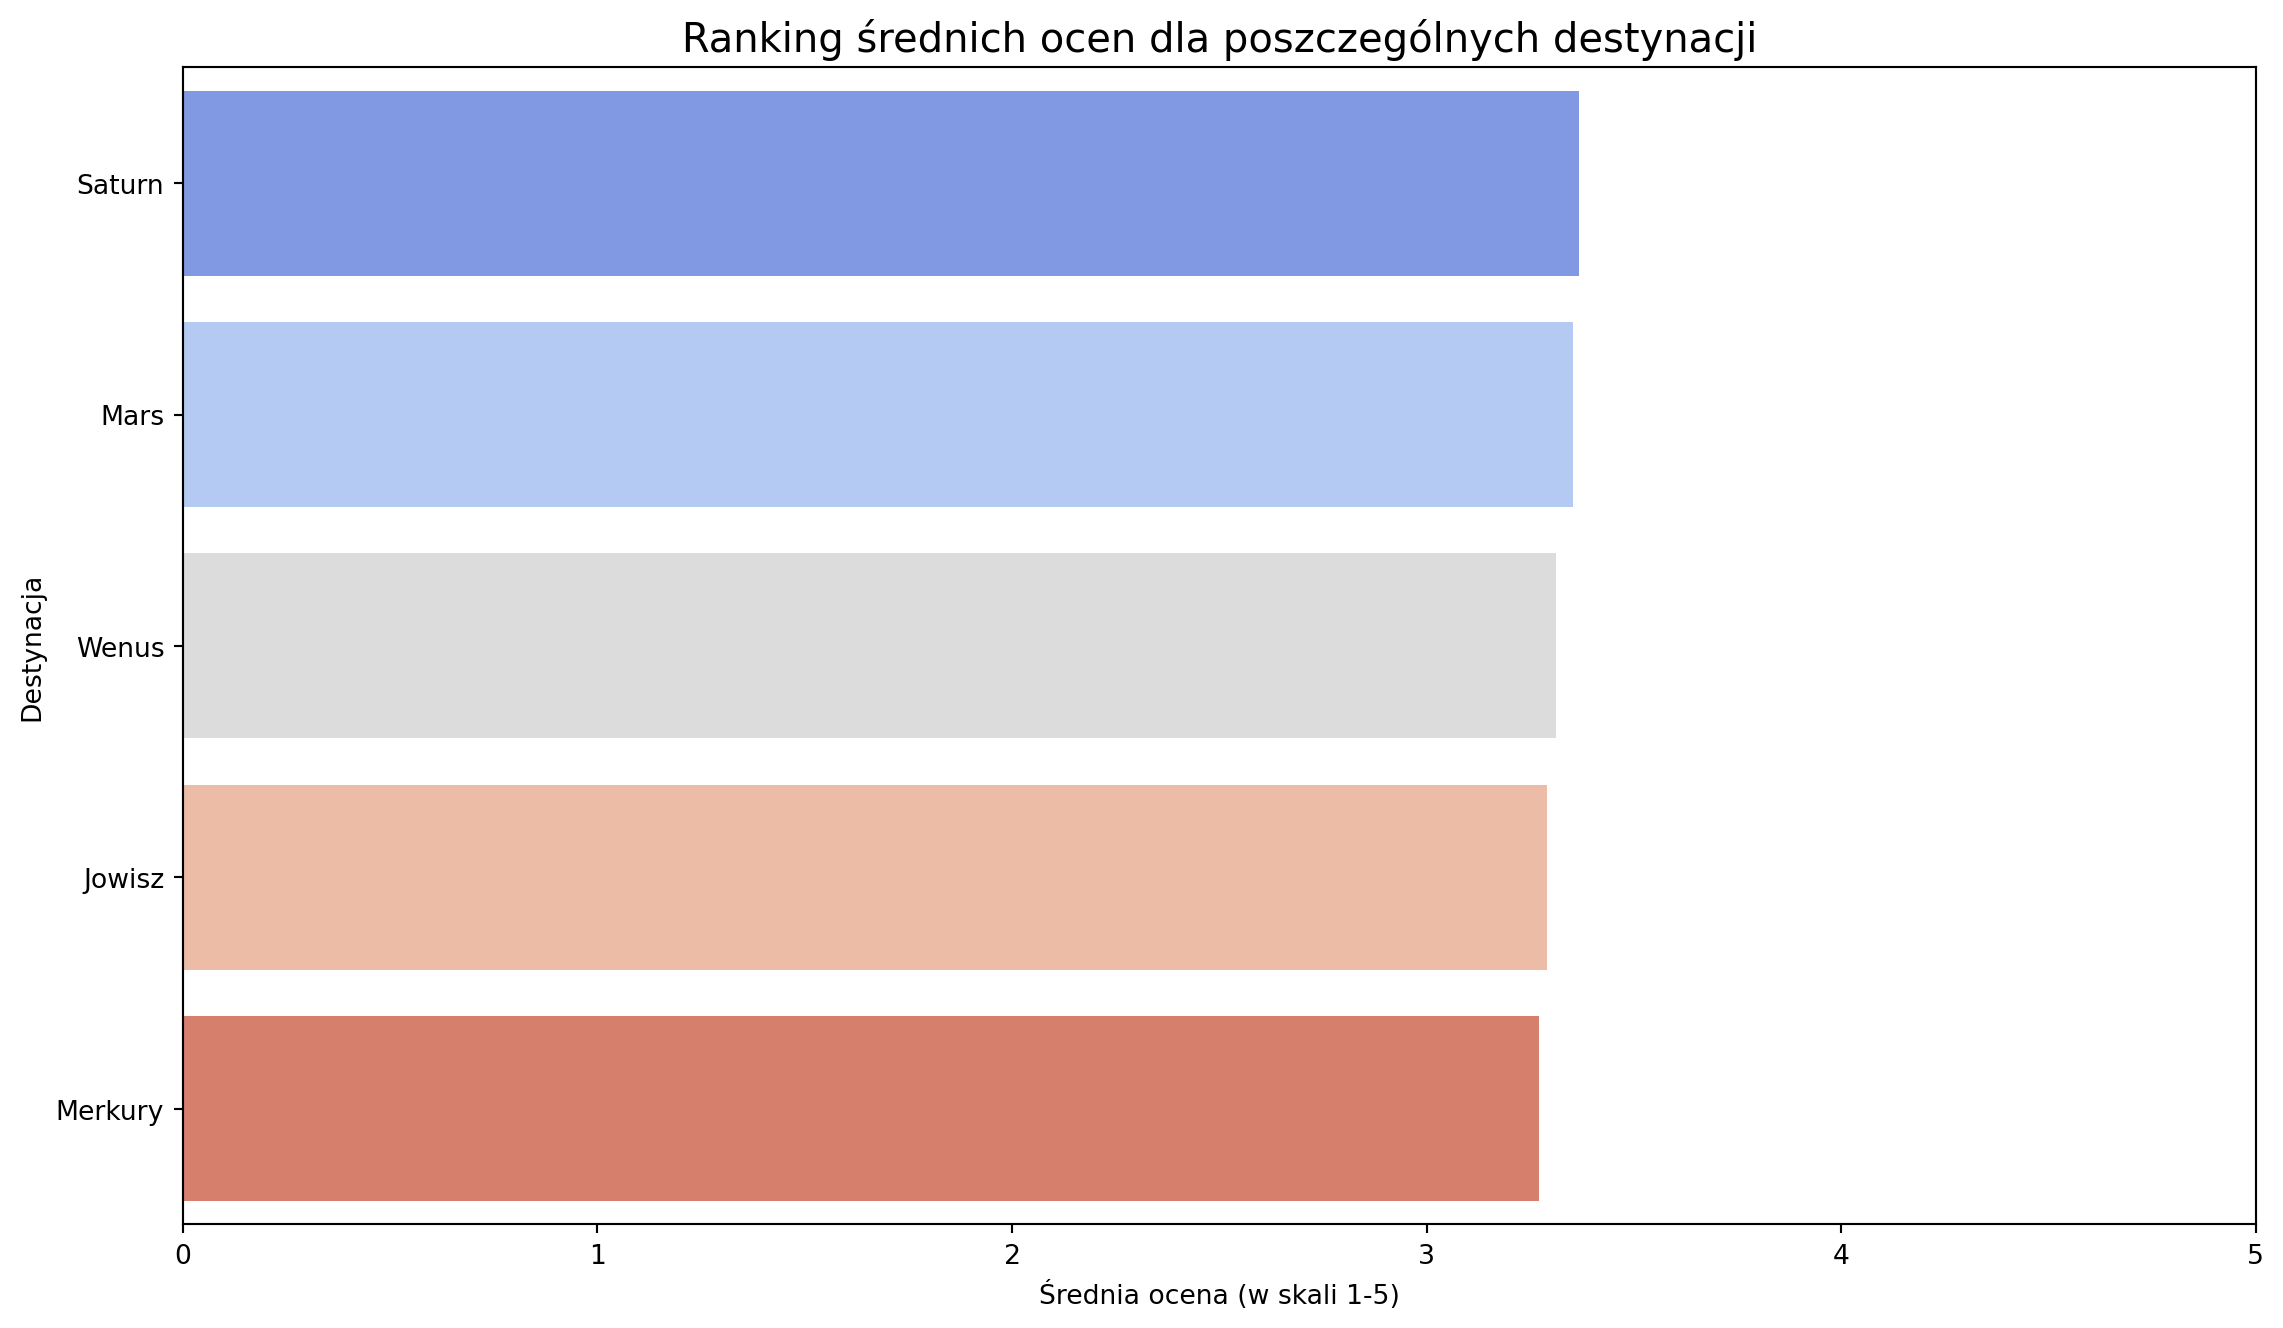 Ranking średnich ocen dla poszczególnych destynacji
Destynacja
Saturn
Mars
Wenus
Jowisz
Merkury
0 1 2 3 4 5
Średnia ocena (w skali 1-5)